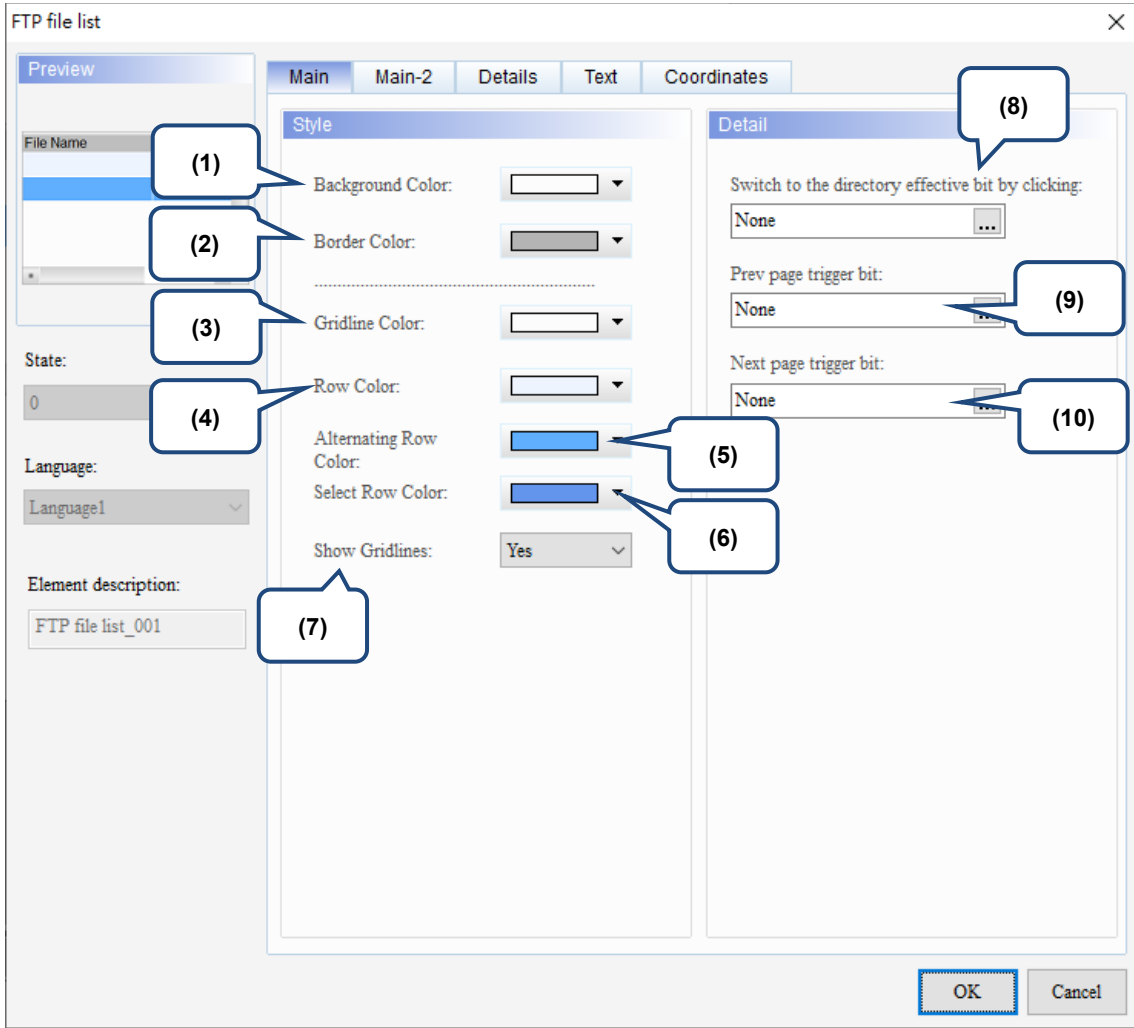 FTP file list
Preview
File Name
State:
0
Language:
Language1
Element description:
FTP file list_001
Main Main-2 Details Text Coordinates
Style
(1)
Background Color:
(2)
Border Color:
(3)
Gridline Color:
(4)
Row Color:
Alternating Row
Color:
(5)
Select Row Color:
(6)
Show Gridlines: Yes
(7)
Detail
(8)
Switch to the directory effective bit by clicking:
None ...
Prev page trigger bit:
None ...
(9)
Next page trigger bit:
None ...
(10)
OK Cancel